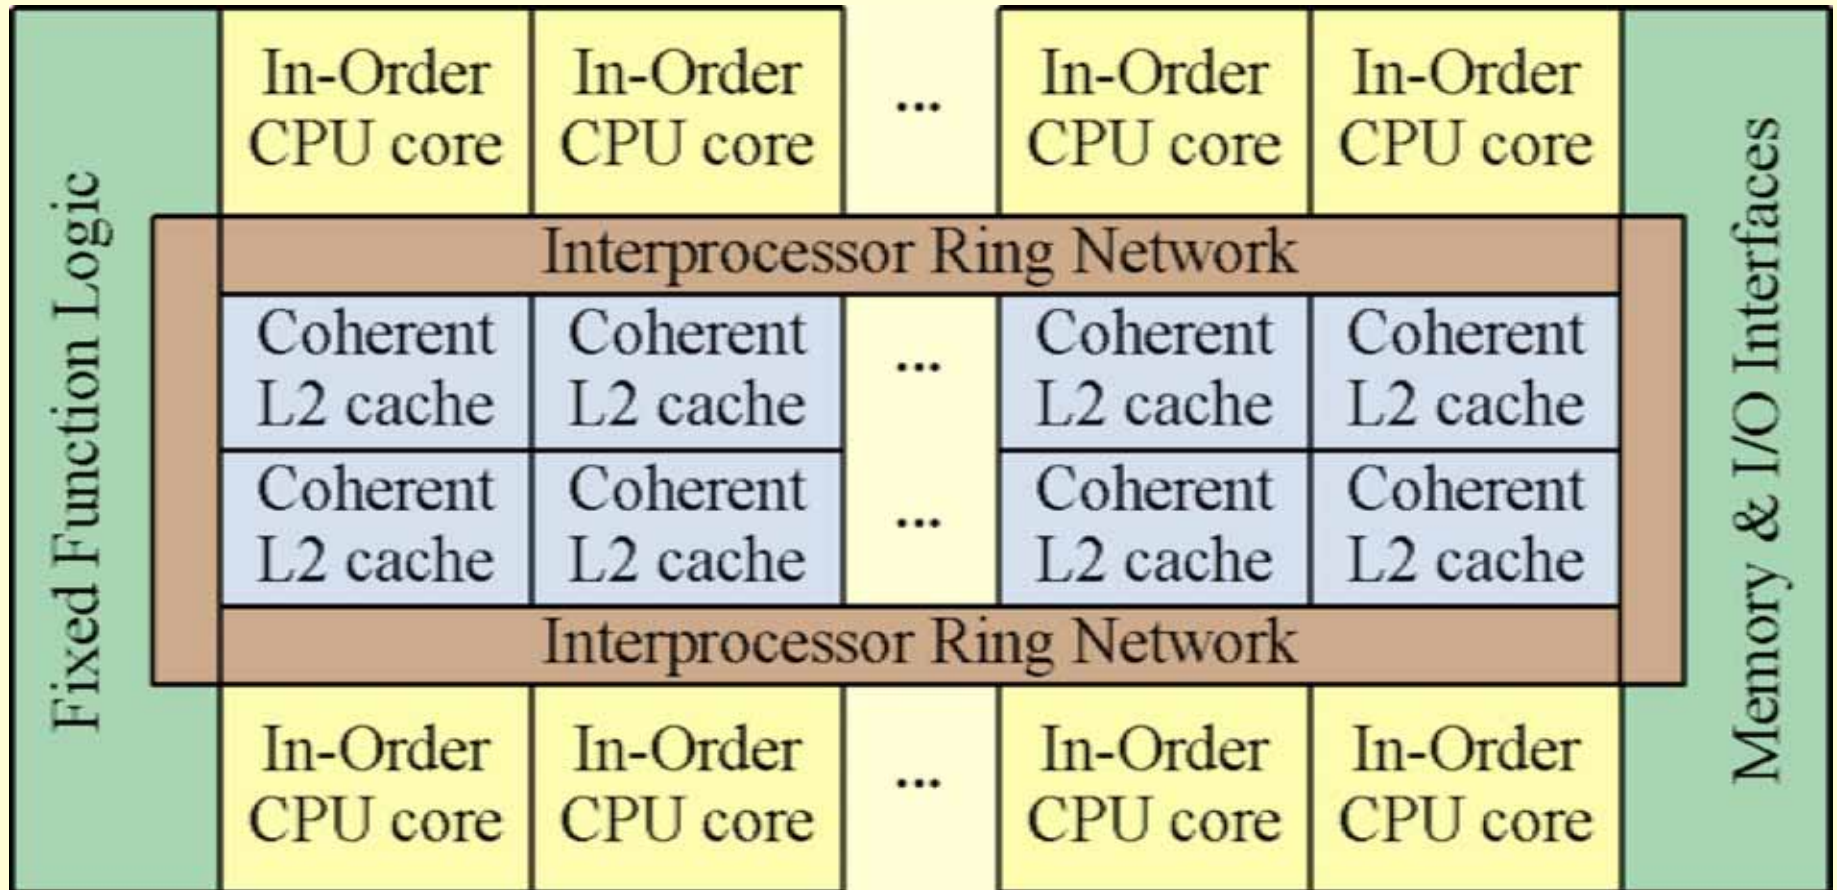 Fixed Function Logic
In-Order
CPU core
In-Order
CPU core
...
In-Order
CPU core
In-Order
CPU core
Interprocessor Ring Network
Coherent
L2 cache
Coherent
L2 cache
...
Coherent
L2 cache
Coherent
L2 cache
Coherent
L2 cache
Coherent
L2 cache
...
Coherent
L2 cache
Coherent
L2 cache
Interprocessor Ring Network
In-Order
CPU core
In-Order
CPU core
...
In-Order
CPU core
In-Order
CPU core
Memory & I/O Interfaces